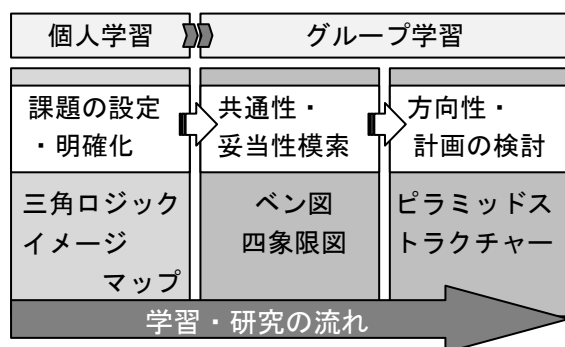 個人学習
グループ学習
課題の設定
・明確化
共通性・
妥当性模索
方向性・
計画の検討
三角ロジック
イメージ
マップ
ベン図
四象限図
ピラミッドス
トラクチャー
学習・研究の流れ